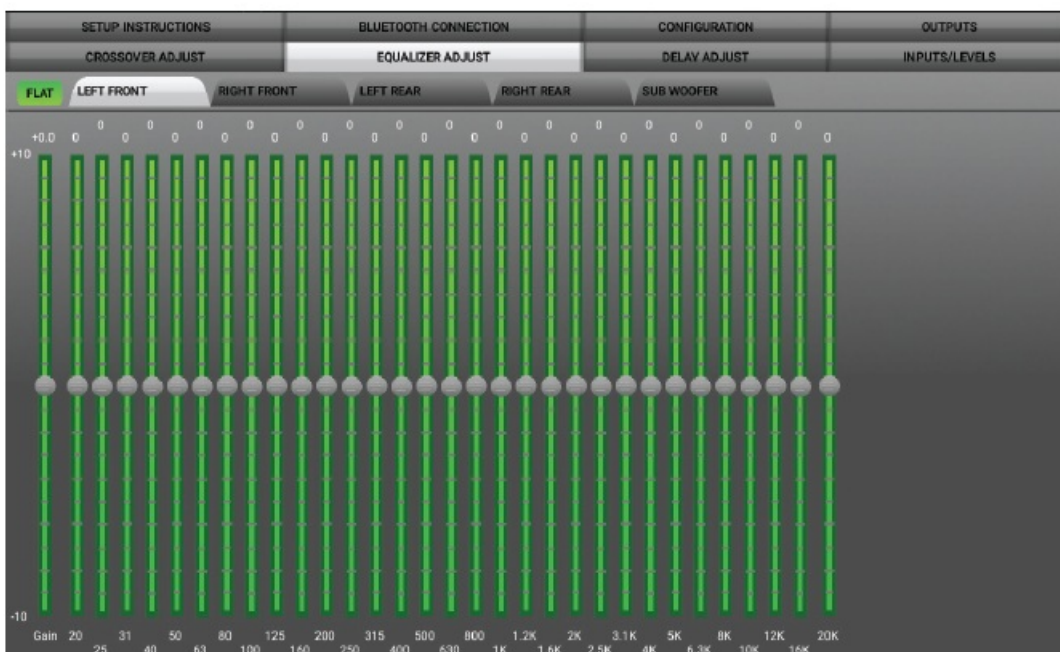 SETUP INSTRUCTIONS BLUETOOTH CONNECTION CONFIGURATION OUTPUTS
CROSSOVER ADJUST EQUALIZER ADJUST DELAY ADJUST INPUTS/LEVELS
FLAT LEFT FRONT RIGHT FRONT LEFT REAR RIGHT REAR SUB WOOFER
0 0 0 0 0 0 0 0 0 0 0 0 0 0 0
+0.0 0 0 0 0 0 0 0 0 0 0 0 0 0 0 0 0
+10
-10
Gain 20 31 50 80 125 200 315 500 800 1.2K 2K 3.1K 5K 8K 12K 20K
25 40 63 100 160 250 400 630 1K 1.6K 2.5K 4K 6.3K 10K 16K